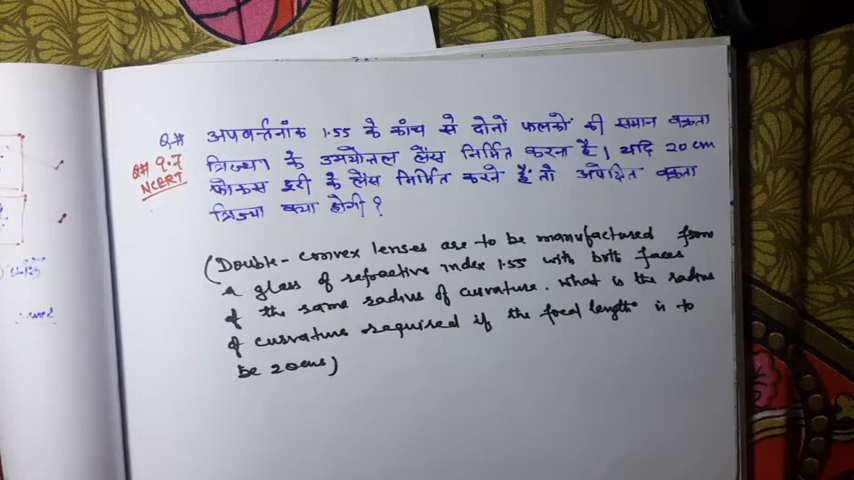 Q# अपवर्त्तनांक 1.55 के कांच से दोनों फलकों की समान वक्रता
Q# 9.7 त्रिज्या के उभयोत्तल लेंस निर्मित करना है, यदि 20 cm
NCERT फोकस दूरी के लेंस निर्मित करने हैं तो अपेक्षित वक्रता
त्रिज्या क्या होगी ?
(Double-convex lenses are to be manufactured from
a glass of refractive index 1.55 with both faces
of the same radius of curvature. What is the radius
of curvature required if the focal length is to
be 20cms)